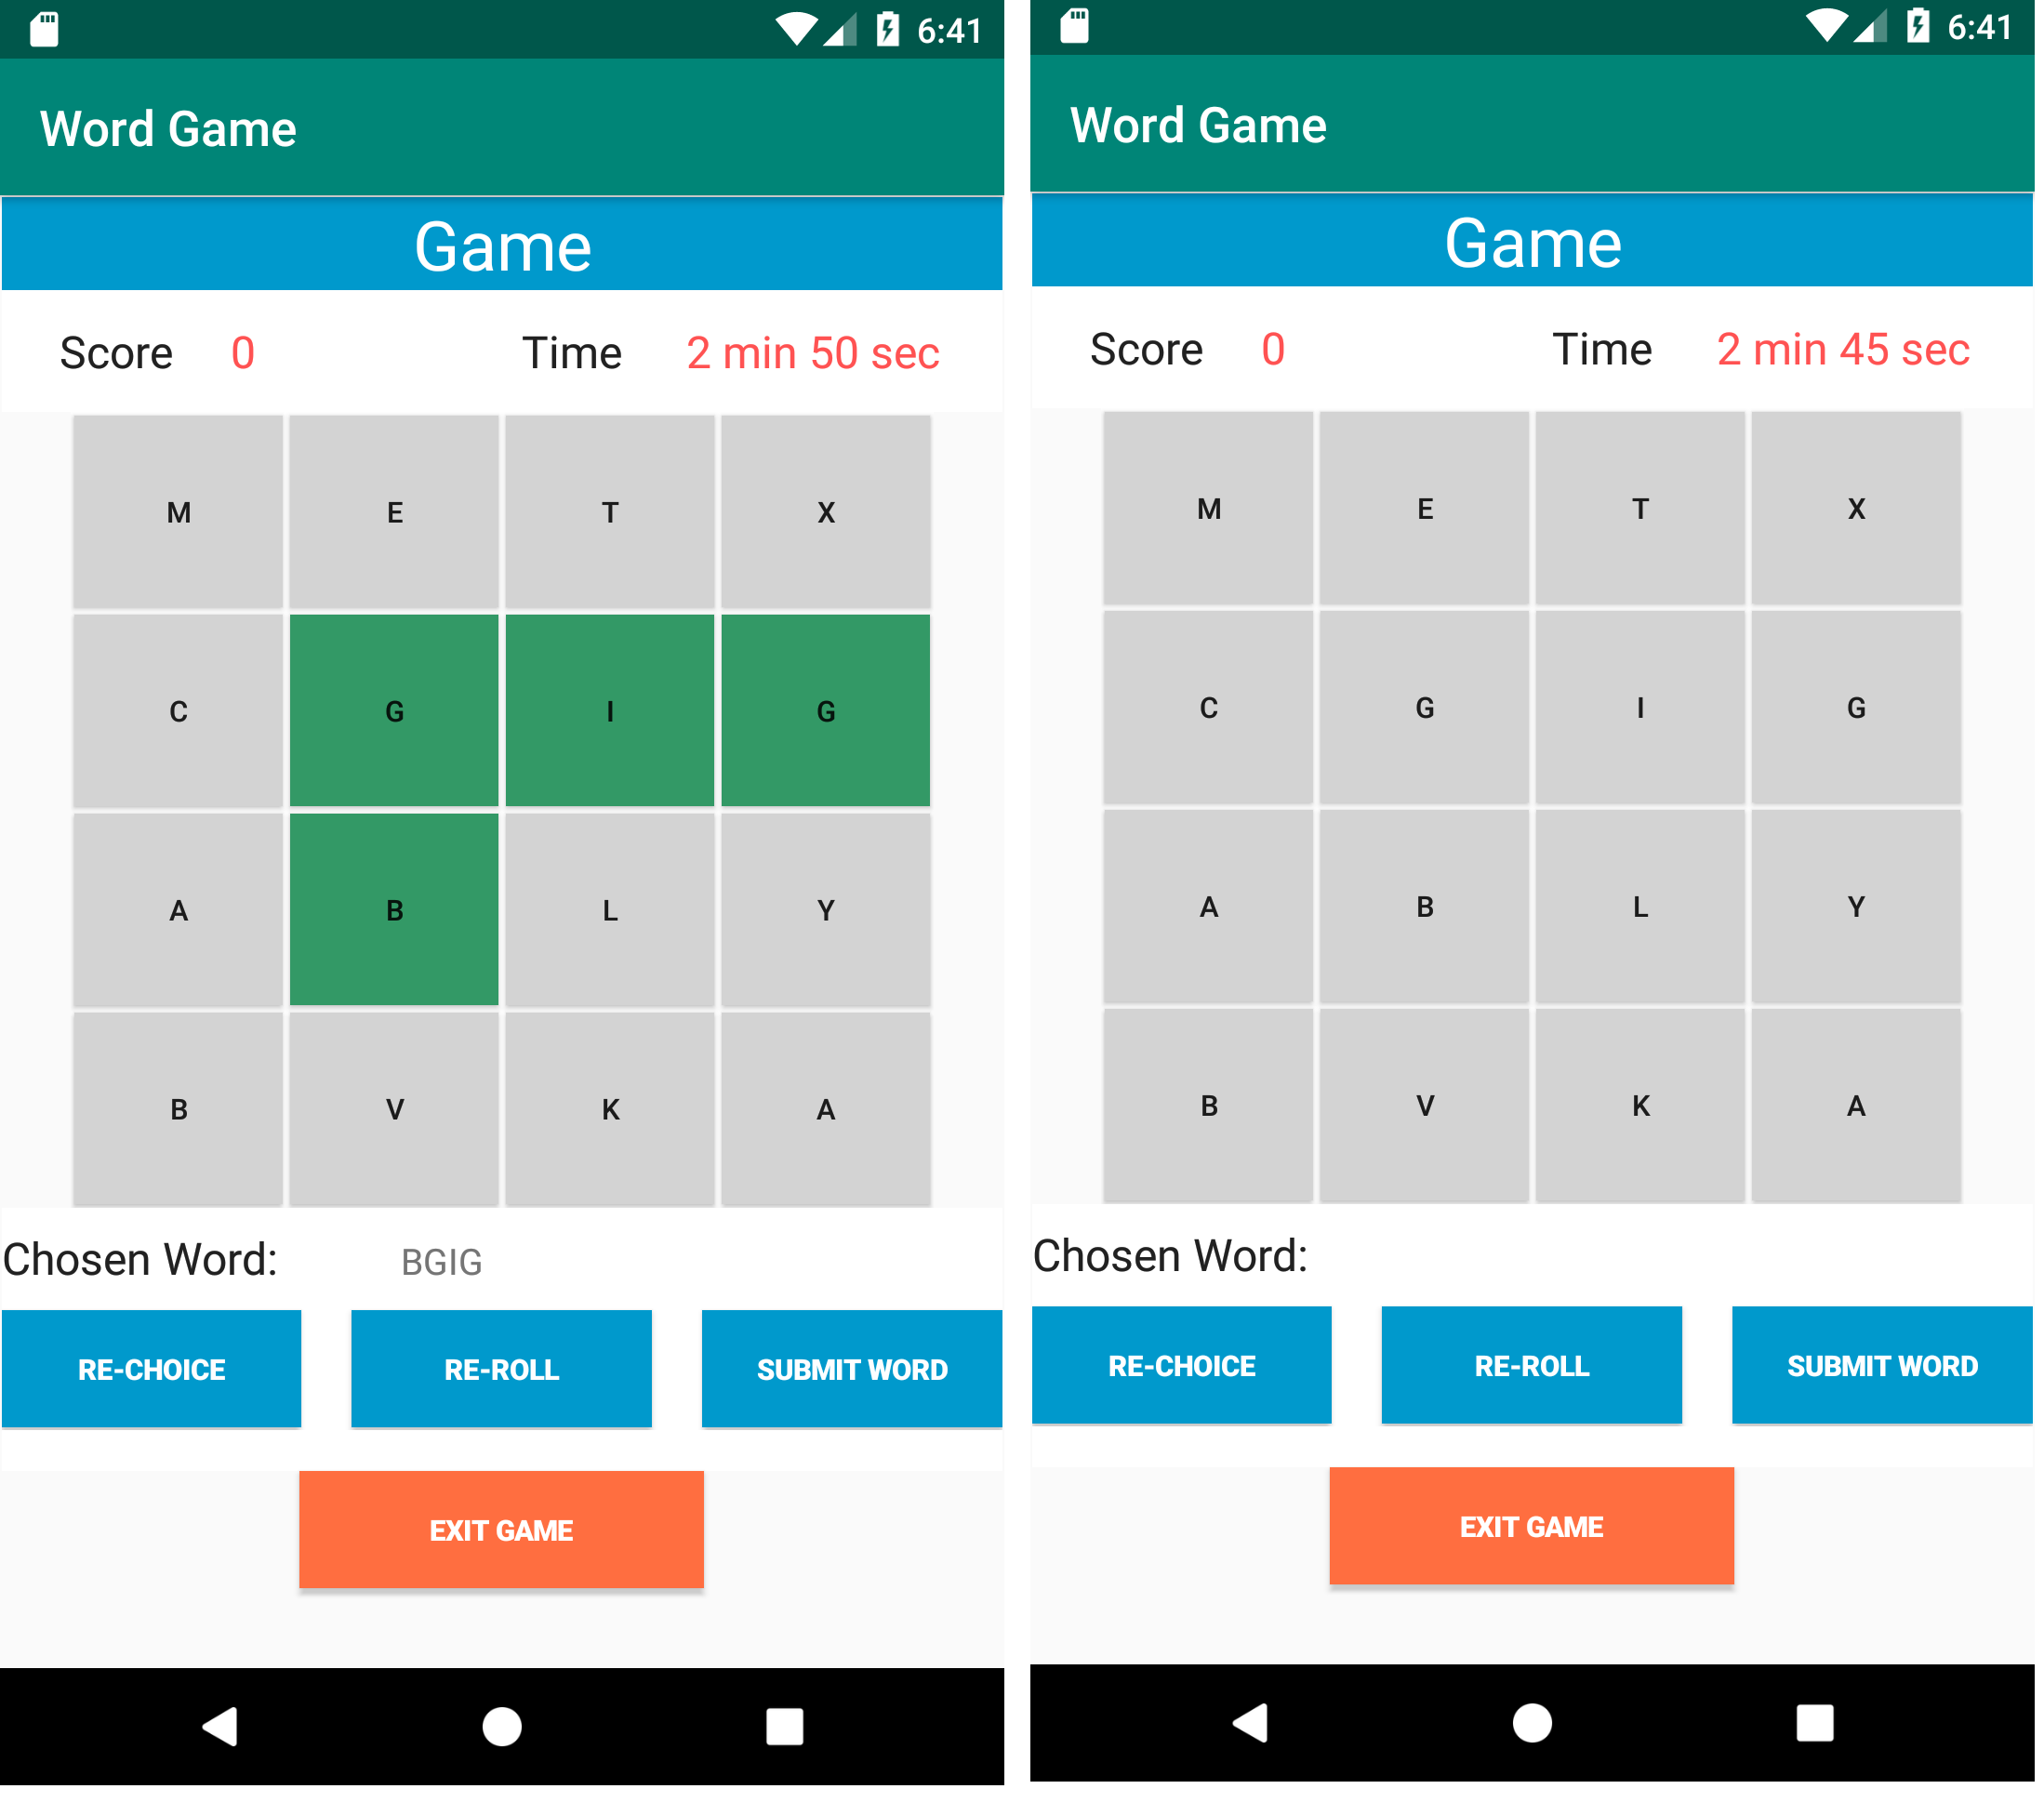 6:41
Word Game
Game
Score 0 Time 2 min 50 sec
M E T X
C G I G
A B L Y
B V K A
Chosen Word: BGIG
RE-CHOICE RE-ROLL SUBMIT WORD
EXIT GAME
6:41
Word Game
Game
Score 0 Time 2 min 45 sec
M E T X
C G I G
A B L Y
B V K A
Chosen Word:
RE-CHOICE RE-ROLL SUBMIT WORD
EXIT GAME